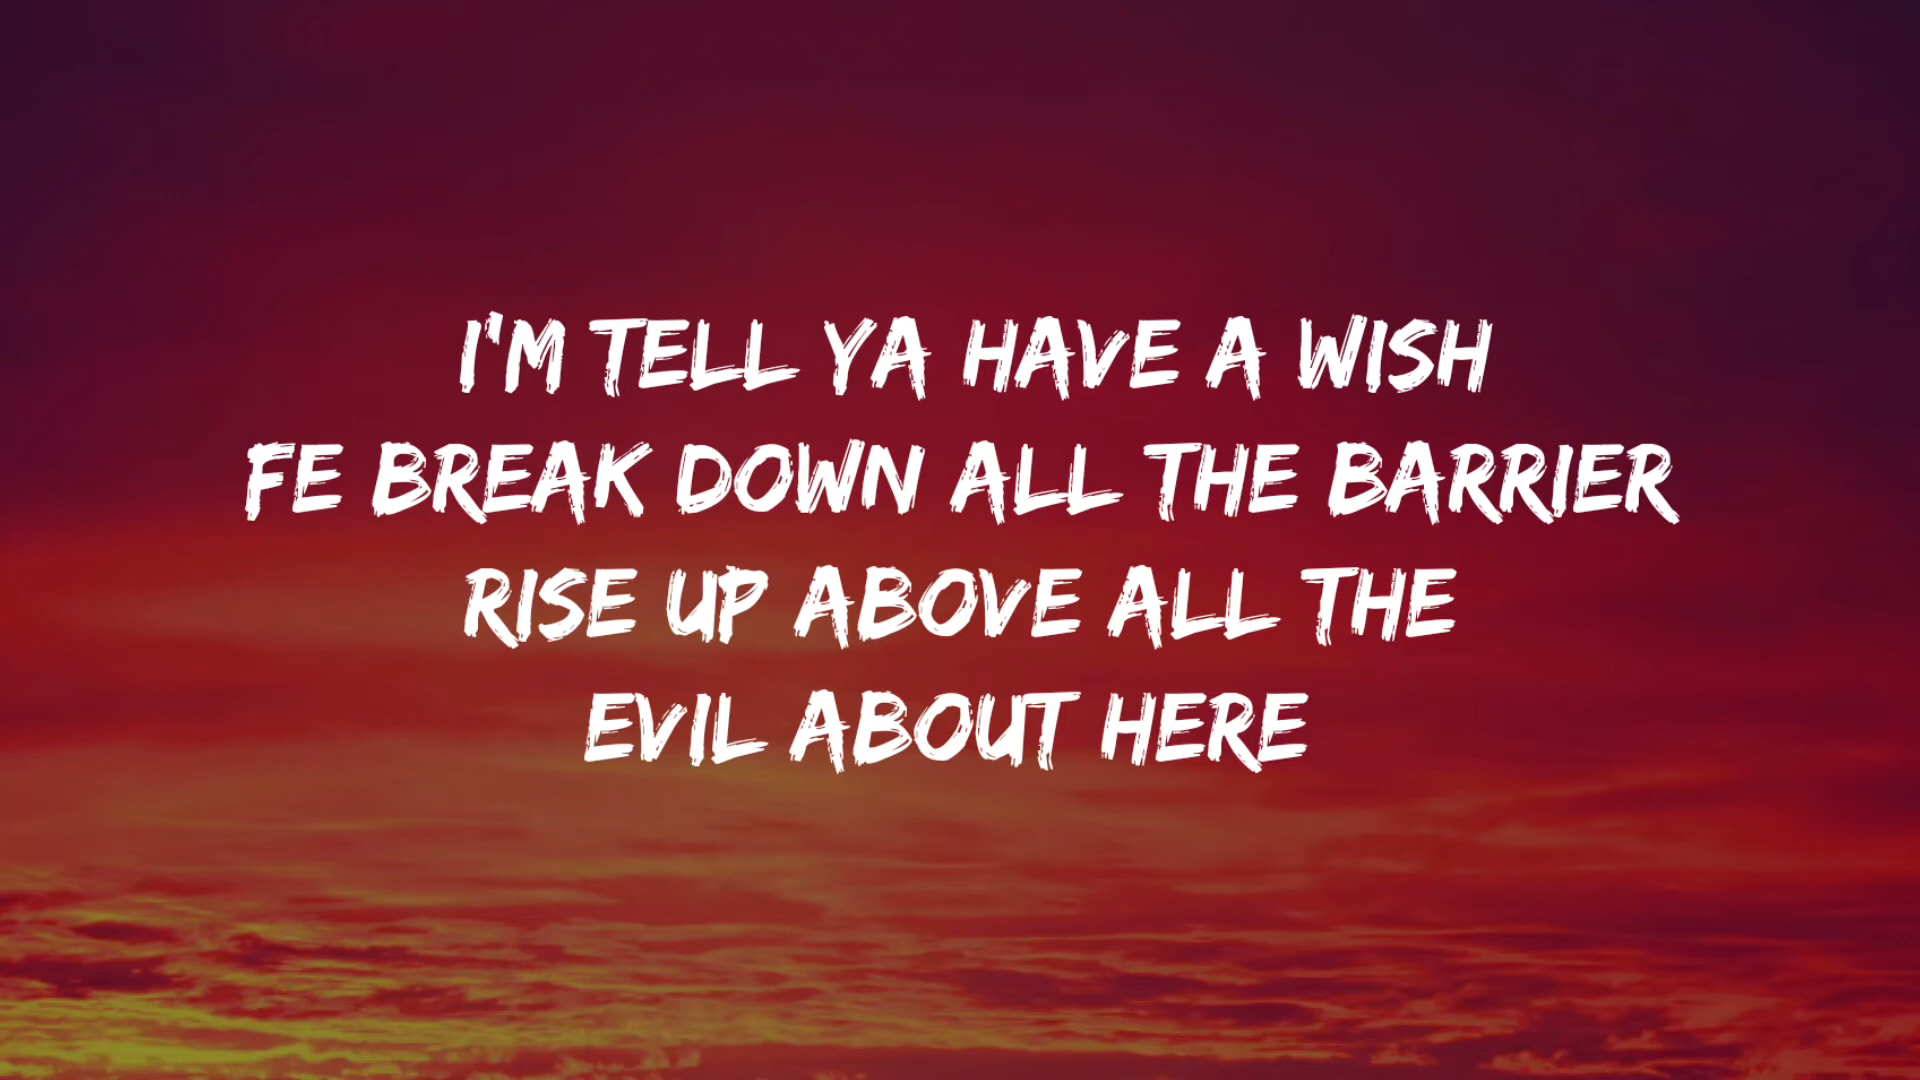 I'M TELL YA HAVE A WISH
FE BREAK DOWN ALL THE BARRIER
RISE UP ABOVE ALL THE
EVIL ABOUT HERE